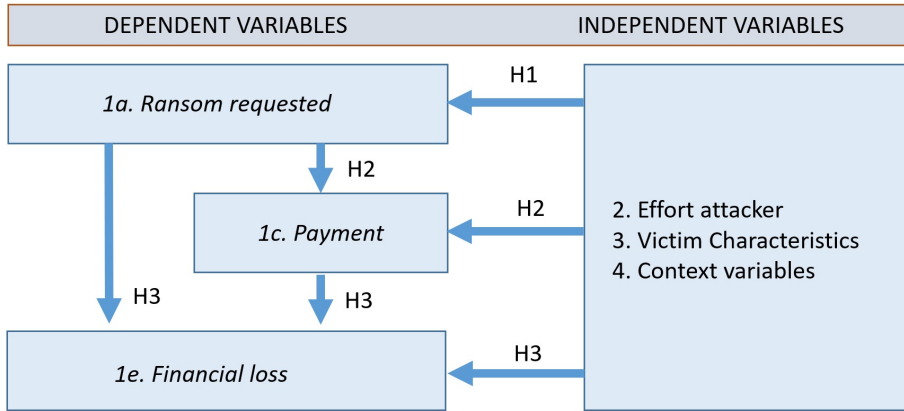 DEPENDENT VARIABLES
INDEPENDENT VARIABLES
1a. Ransom requested
H1
H2
1c. Payment
H2
2. Effort attacker
3. Victim Characteristics
4. Context variables
H3
H3
1e. Financial loss
H3